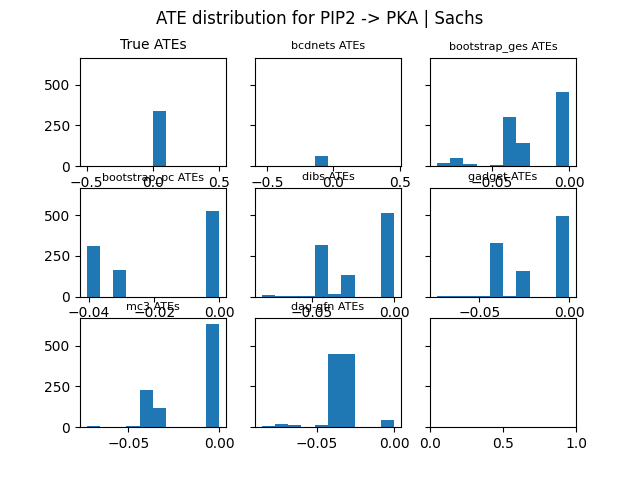 ATE distribution for PIP2 -> PKA | Sachs
True ATEs
bcdnets ATEs
bootstrap_ges ATEs
500
250
0
−0.5 0.0 0.5
−0.5 0.0 0.5
−0.05 0.00
bootstrap_pc ATEs
dibs ATEs
gadget ATEs
500
250
0
−0.04 −0.02 0.00
−0.05 0.00
−0.05 0.00
mc3 ATEs
dag-gfn ATEs
500
250
0
−0.05 0.00
−0.05 0.00
0.0 0.5 1.0